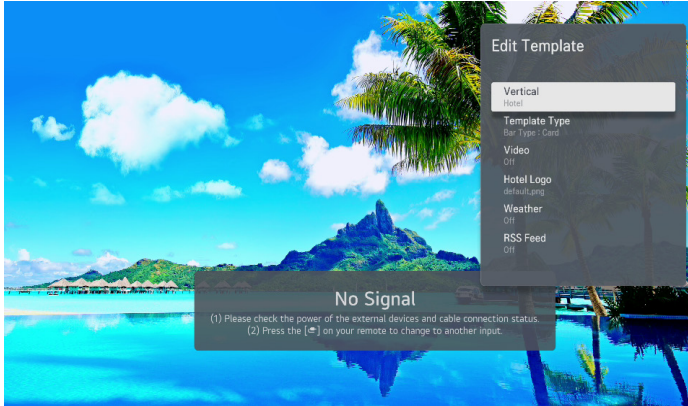 Edit Template
Vertical
Hotel
Template Type
Bar Type : Card
Video
Off
Hotel Logo
default.png
Weather
Off
RSS Feed
Off
No Signal
(1) Please check the power of the external devices and cable connection status.
(2) Press the [ ] on your remote to change to another input.